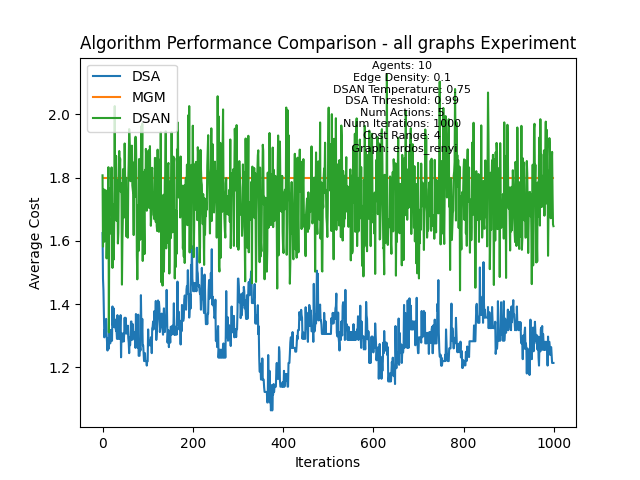 Algorithm Performance Comparison - all graphs Experiment
DSA
MGM
DSAN
Agents: 10
Edge Density: 0.1
DSAN Temperature: 0.75
DSA Threshold: 0.99
Num Actions: 5
Num Iterations: 1000
Cost Range: 4
Graph: erdos_renyi
Average Cost
2.0
1.8
1.6
1.4
1.2
0 200 400 600 800 1000
Iterations